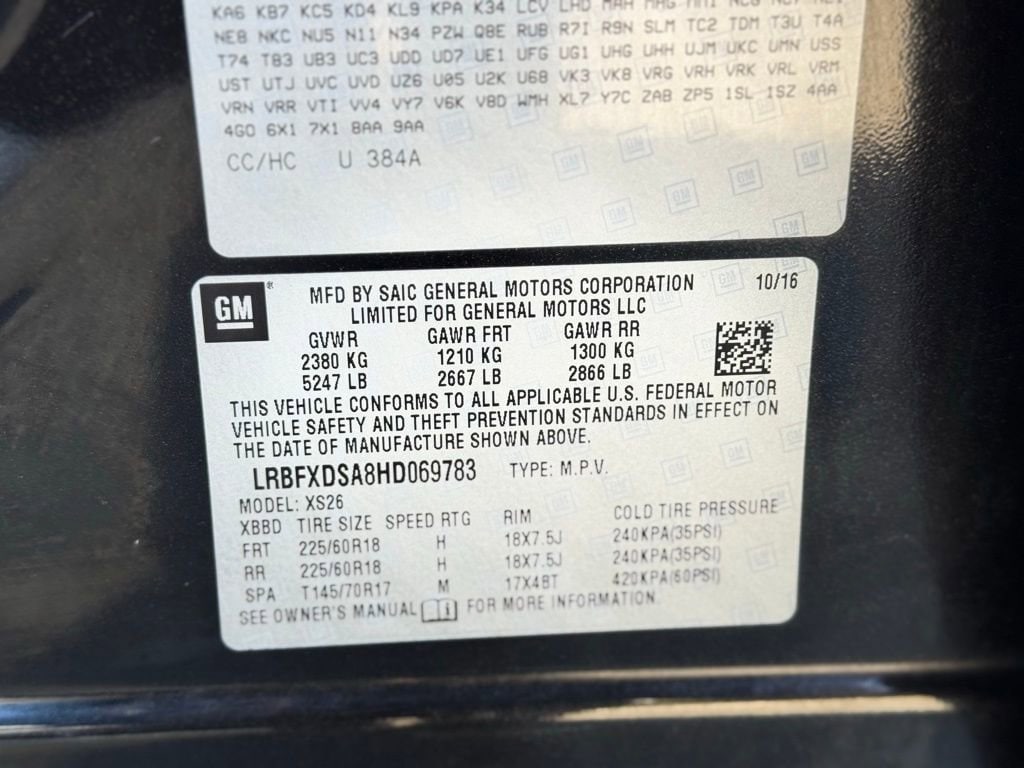 KA6 KB7 KC5 KD4 KL9 KPA K34 LCV LHD MAH
NE8 NKC NU5 N11 N34 PZW Q8E RUB R7I R9N SLM TC2 TDM T3U T4A
T74 T83 UB3 UC3 UDD UD7 UE1 UFG UG1 UHG UHH UJM UKC UMN USS
UST UTJ UVC UVD UZ6 U05 U2K U68 VK3 VK8 VRG VRH VRK VRL VRM
VRN VRR VTI VV4 VY7 V6K V8D WMH XL7 Y7C ZAB ZP5 1SL 1SZ 4AA
4GO 6X1 7X1 8AA 9AA
CC/HC U 384A
GM
MFD BY SAIC GENERAL MOTORS CORPORATION 10/16
LIMITED FOR GENERAL MOTORS LLC
GVWR GAWR FRT GAWR RR
2380 KG 1210 KG 1300 KG
5247 LB 2667 LB 2866 LB
THIS VEHICLE CONFORMS TO ALL APPLICABLE U.S. FEDERAL MOTOR
VEHICLE SAFETY AND THEFT PREVENTION STANDARDS IN EFFECT ON
THE DATE OF MANUFACTURE SHOWN ABOVE.
LRBFXDSA8HD069783 TYPE: M.P.V.
MODEL: XS26
XBBD TIRE SIZE SPEED RTG RIM COLD TIRE PRESSURE
FRT 225/60R18 H 18X7.5J 240KPA(35PSI)
RR 225/60R18 H 18X7.5J 240KPA(35PSI)
SPA T145/70R17 M 17X4BT 420KPA(60PSI)
SEE OWNER'S MANUAL FOR MORE INFORMATION.